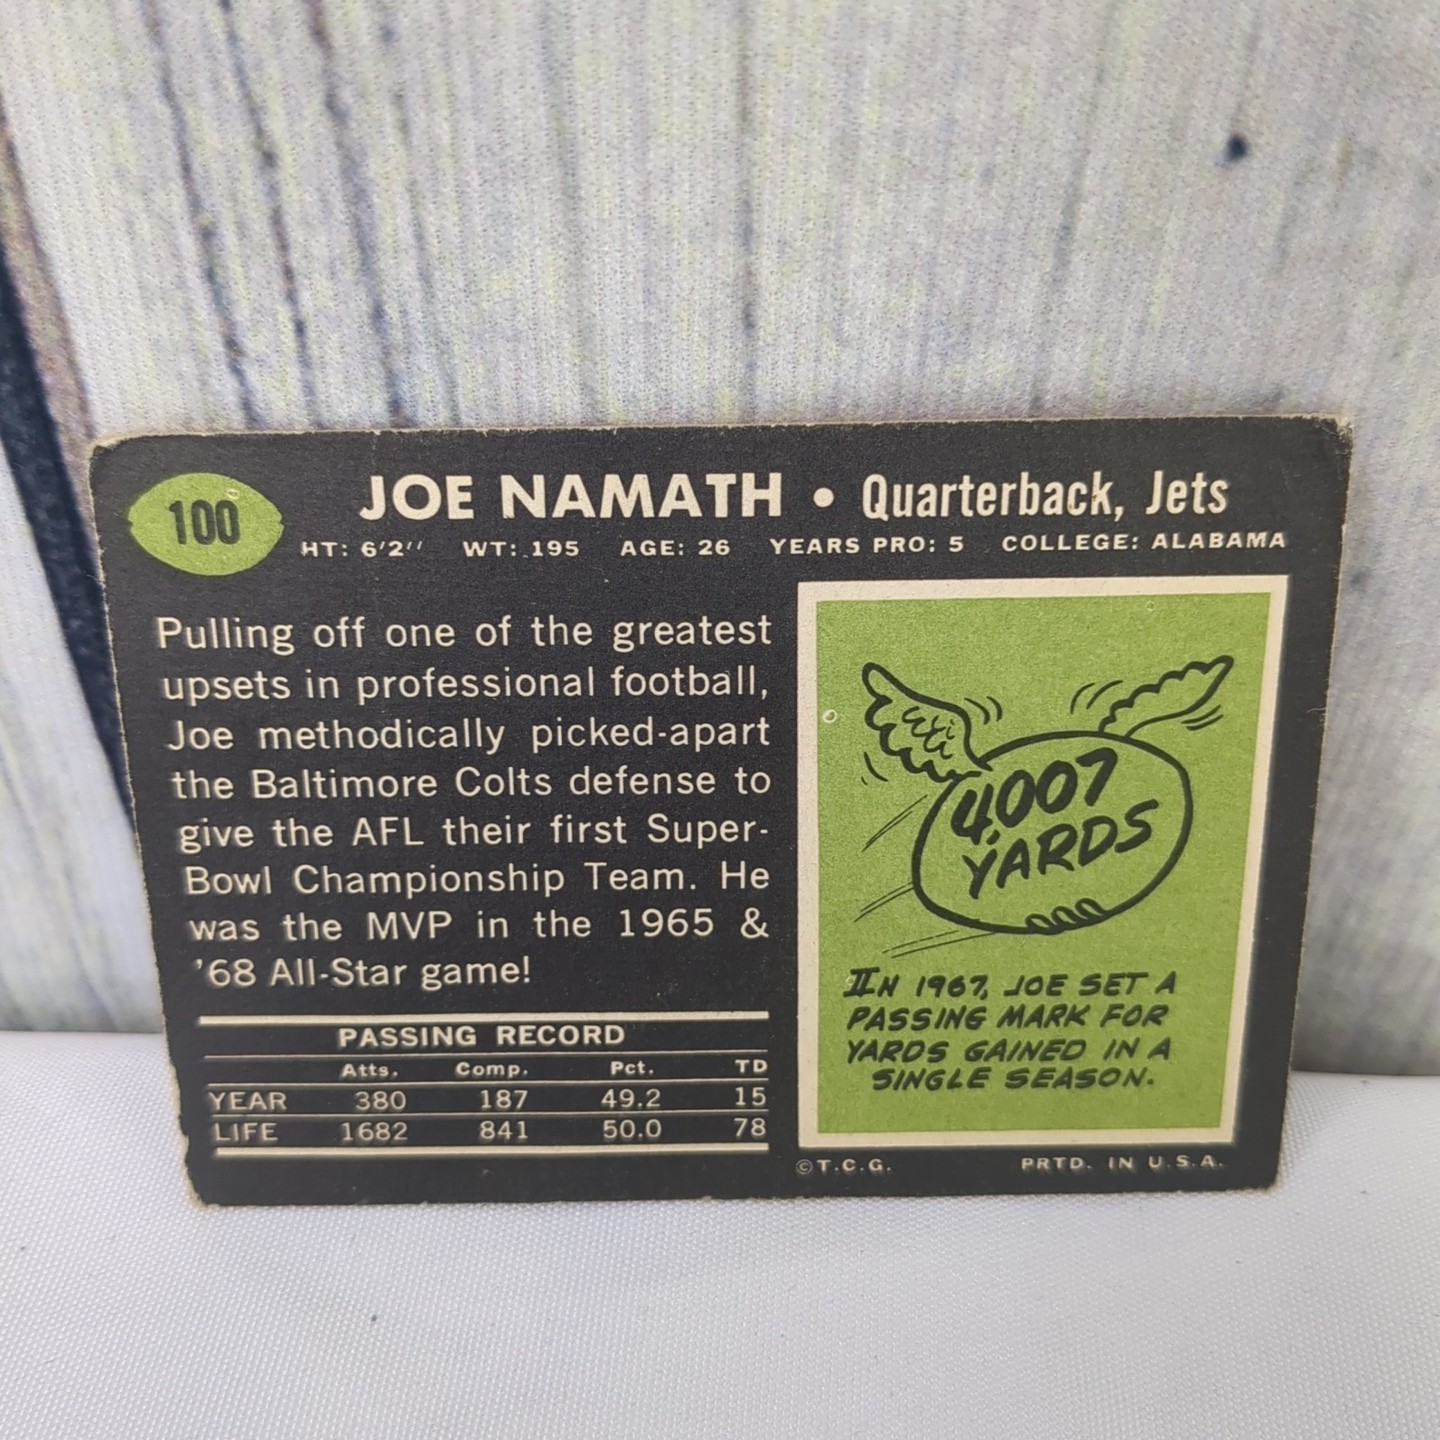 100
JOE NAMATH • Quarterback, Jets
HT: 6'2" WT: 195 AGE: 26 YEARS PRO: 5 COLLEGE: ALABAMA
Pulling off one of the greatest
upsets in professional football,
Joe methodically picked-apart
the Baltimore Colts defense to
give the AFL their first Super-
Bowl Championship Team. He
was the MVP in the 1965 &
'68 All-Star game!
PASSING RECORD
Atts. Comp. Pct. TD
YEAR 380 187 49.2 15
LIFE 1682 841 50.0 78
4,007
YARDS
IN 1967, JOE SET A
PASSING MARK FOR
YARDS GAINED IN A
SINGLE SEASON.
©T.C.G. PRTD. IN U.S.A.